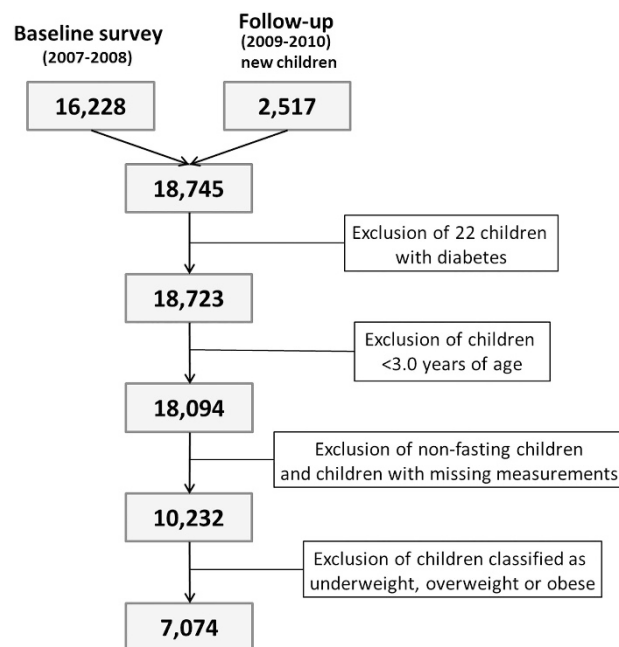 Baseline survey
(2007-2008)
Follow-up
(2009-2010)
new children
16,228
2,517
18,745
Exclusion of 22 children
with diabetes
18,723
Exclusion of children
<3.0 years of age
18,094
Exclusion of non-fasting children
and children with missing measurements
10,232
Exclusion of children classified as
underweight, overweight or obese
7,074